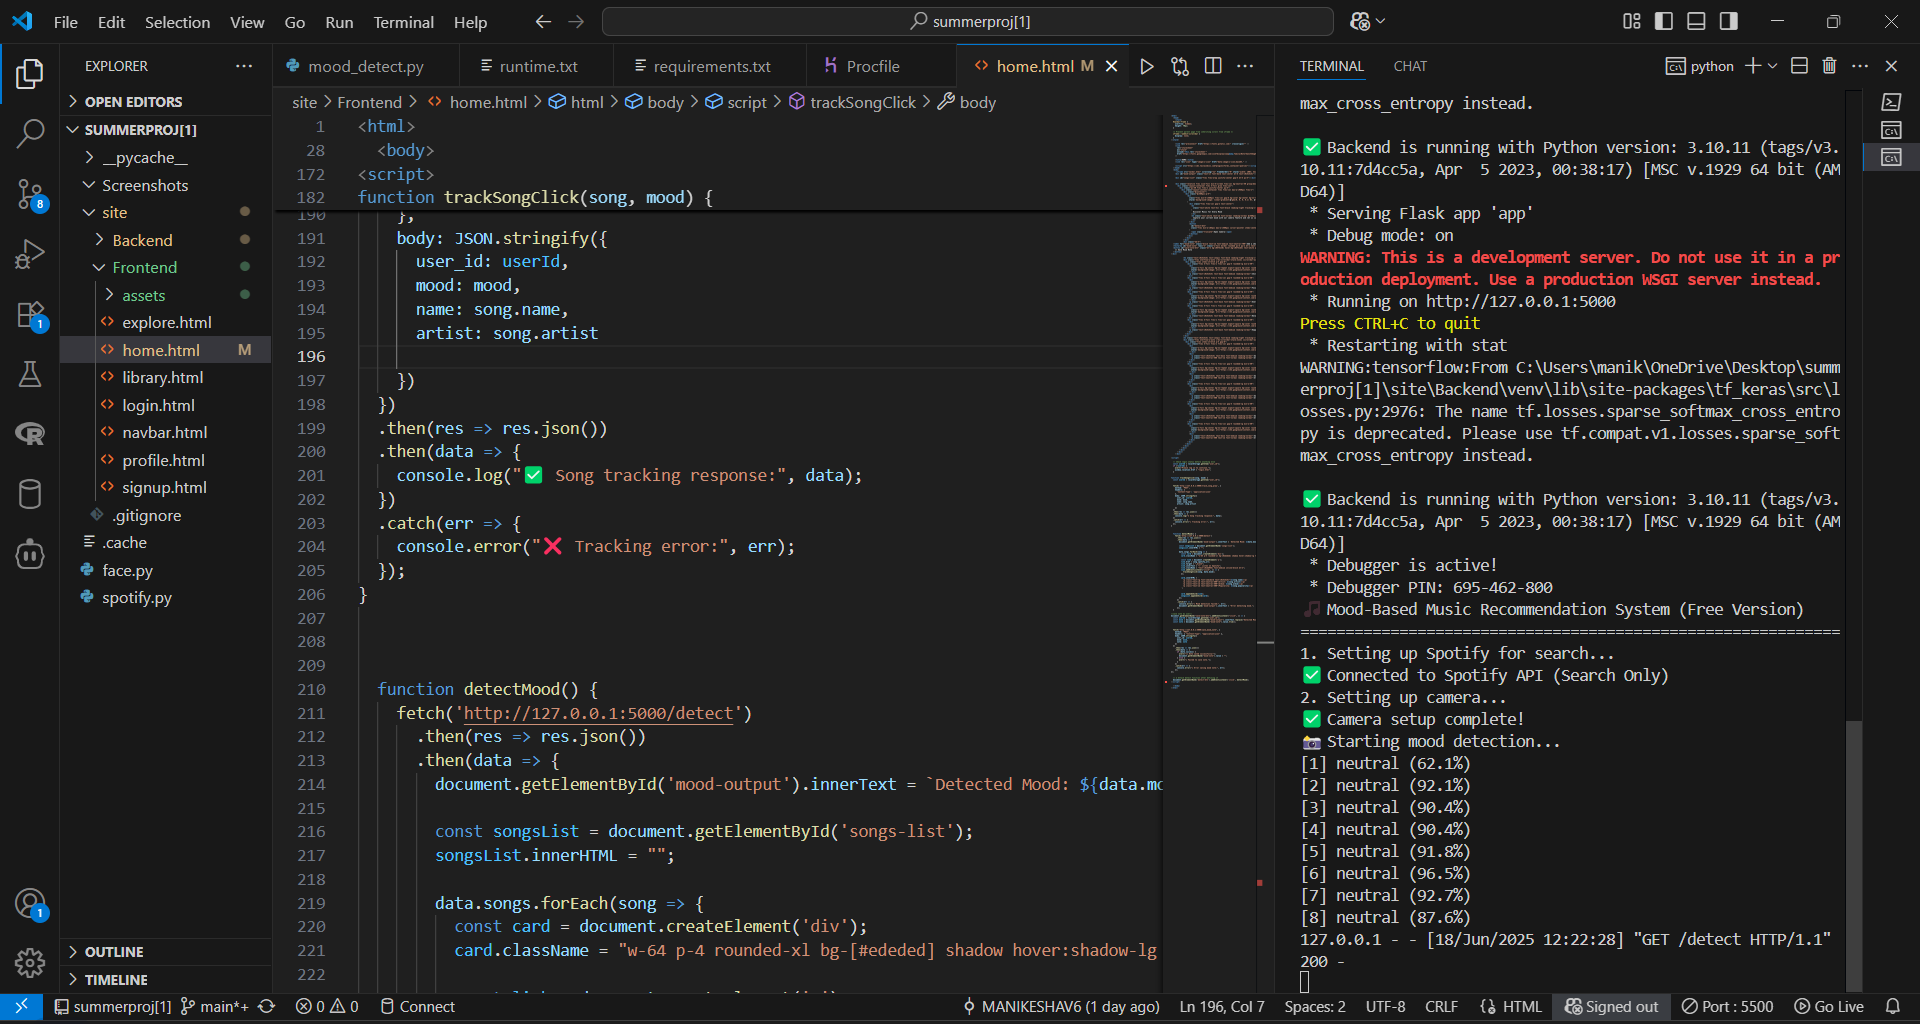 File Edit Selection View Go Run Terminal Help
summerproj[1]
EXPLORER
OPEN EDITORS
SUMMERPROJ[1]
__pycache__
Screenshots
site
Backend
Frontend
assets
explore.html
home.html M
library.html
login.html
navbar.html
profile.html
signup.html
.gitignore
.cache
face.py
spotify.py
OUTLINE
TIMELINE
8
1
1
mood_detect.py runtime.txt requirements.txt Procfile home.html M
site > Frontend > home.html > html > body > script > trackSongClick > body
1 <html>
28 <body>
172 <script>
182 function trackSongClick(song, mood) {
190 },
191 body: JSON.stringify({
192 user_id: userId,
193 mood: mood,
194 name: song.name,
195 artist: song.artist
196
197 })
198 })
199 .then(res => res.json())
200 .then(data => {
201 console.log("✅ Song tracking response:", data);
202 })
203 .catch(err => {
204 console.error("❌ Tracking error:", err);
205 });
206 }
207
208
209
210 function detectMood() {
211 fetch('http://127.0.0.1:5000/detect')
212 .then(res => res.json())
213 .then(data => {
214 document.getElementById('mood-output').innerText = `Detected Mood: ${data.mo
215
216 const songsList = document.getElementById('songs-list');
217 songsList.innerHTML = "";
218
219 data.songs.forEach(song => {
220 const card = document.createElement('div');
221 card.className = "w-64 p-4 rounded-xl bg-[#ededed] shadow hover:shadow-lg
222
TERMINAL CHAT
python
max_cross_entropy instead.
✅ Backend is running with Python version: 3.10.11 (tags/v3.
10.11:7d4cc5a, Apr 5 2023, 00:38:17) [MSC v.1929 64 bit (AM
D64)]
* Serving Flask app 'app'
* Debug mode: on
WARNING: This is a development server. Do not use it in a pr
oduction deployment. Use a production WSGI server instead.
* Running on http://127.0.0.1:5000
Press CTRL+C to quit
* Restarting with stat
WARNING:tensorflow:From C:\Users\manik\OneDrive\Desktop\summ
erproj[1]\site\Backend\venv\lib\site-packages\tf_keras\src\l
osses.py:2976: The name tf.losses.sparse_softmax_cross_entro
py is deprecated. Please use tf.compat.v1.losses.sparse_soft
max_cross_entropy instead.
✅ Backend is running with Python version: 3.10.11 (tags/v3.
10.11:7d4cc5a, Apr 5 2023, 00:38:17) [MSC v.1929 64 bit (AM
D64)]
* Debugger is active!
* Debugger PIN: 695-462-800
🎵 Mood-Based Music Recommendation System (Free Version)
============================================================
1. Setting up Spotify for search...
✅ Connected to Spotify API (Search Only)
2. Setting up camera...
✅ Camera setup complete!
📸 Starting mood detection...
[1] neutral (62.1%)
[2] neutral (92.1%)
[3] neutral (90.4%)
[4] neutral (90.4%)
[5] neutral (91.8%)
[6] neutral (96.5%)
[7] neutral (92.7%)
[8] neutral (87.6%)
127.0.0.1 - - [18/Jun/2025 12:22:28] "GET /detect HTTP/1.1"
200 -
summerproj[1] main*+ 0 0 Connect MANIKESHAV6 (1 day ago) Ln 196, Col 7 Spaces: 2 UTF-8 CRLF HTML Signed out Port : 5500 Go Live